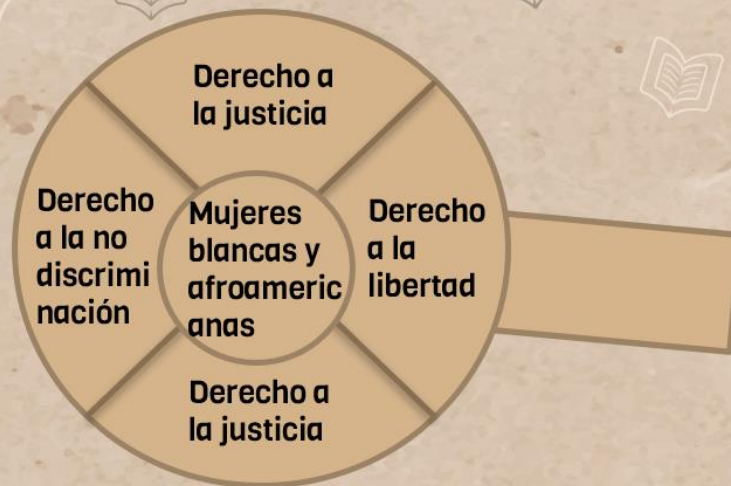 Derecho a
la justicia
Derecho
a la no
discrimi
nación
Mujeres
blancas y
afroameric
anas
Derecho
a la
libertad
Derecho a
la justicia